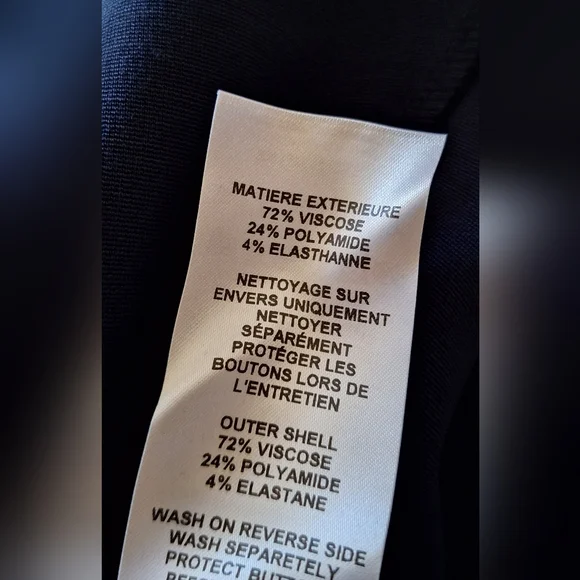 MATIERE EXTERIEURE
72% VISCOSE
24% POLYAMIDE
4% ELASTHANNE
NETTOYAGE SUR
ENVERS UNIQUEMENT
NETTOYER
SÉPARÉMENT
PROTÉGER LES
BOUTONS LORS DE
L'ENTRETIEN
OUTER SHELL
72% VISCOSE
24% POLYAMIDE
4% ELASTANE
WASH ON REVERSE SIDE
WASH SEPARETELY
PROTECT